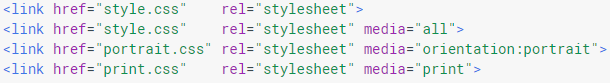 <link href="style.css"    rel="stylesheet">
<link href="style.css"    rel="stylesheet" media="all">
<link href="portrait.css" rel="stylesheet" media="orientation:portrait">
<link href="print.css"    rel="stylesheet" media="print">